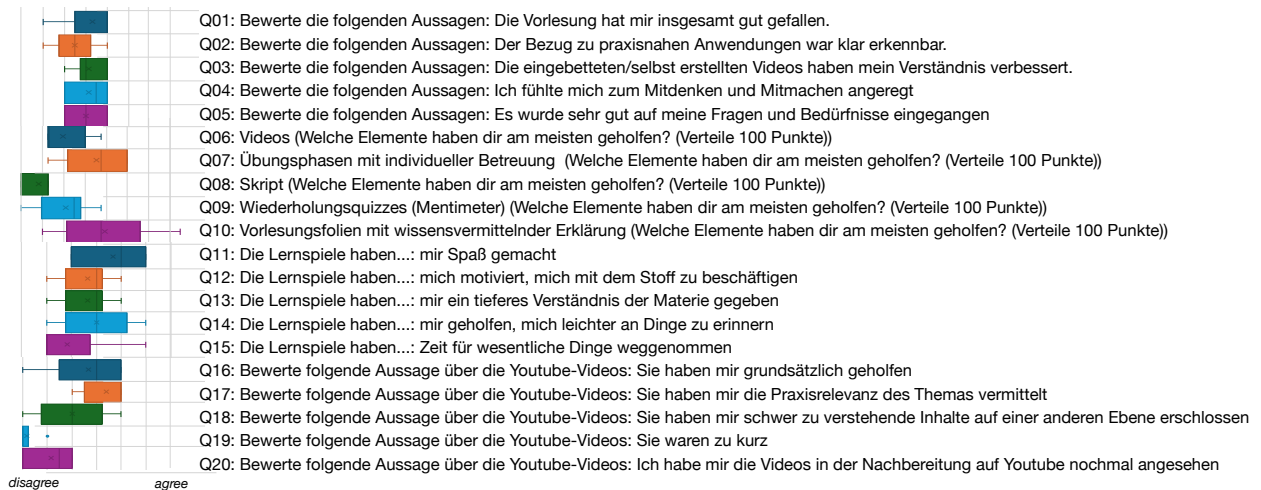 Q01: Bewerte die folgenden Aussagen: Die Vorlesung hat mir insgesamt gut gefallen.
Q02: Bewerte die folgenden Aussagen: Der Bezug zu praxisnahen Anwendungen war klar erkennbar.
Q03: Bewerte die folgenden Aussagen: Die eingebetteten/selbst erstellten Videos haben mein Verständnis verbessert.
Q04: Bewerte die folgenden Aussagen: Ich fühlte mich zum Mitdenken und Mitmachen angeregt
Q05: Bewerte die folgenden Aussagen: Es wurde sehr gut auf meine Fragen und Bedürfnisse eingegangen
Q06: Videos (Welche Elemente haben dir am meisten geholfen? (Verteile 100 Punkte))
Q07: Übungsphasen mit individueller Betreuung  (Welche Elemente haben dir am meisten geholfen? (Verteile 100 Punkte))
Q08: Skript (Welche Elemente haben dir am meisten geholfen? (Verteile 100 Punkte))
Q09: Wiederholungsquizzes (Mentimeter) (Welche Elemente haben dir am meisten geholfen? (Verteile 100 Punkte))
Q10: Vorlesungsfolien mit wissensvermittelnder Erklärung (Welche Elemente haben dir am meisten geholfen? (Verteile 100 Punkte))
Q11: Die Lernspiele haben...: mir Spaß gemacht
Q12: Die Lernspiele haben...: mich motiviert, mich mit dem Stoff zu beschäftigen
Q13: Die Lernspiele haben...: mir ein tieferes Verständnis der Materie gegeben
Q14: Die Lernspiele haben...: mir geholfen, mich leichter an Dinge zu erinnern
Q15: Die Lernspiele haben...: Zeit für wesentliche Dinge weggenommen
Q16: Bewerte folgende Aussage über die Youtube-Videos: Sie haben mir grundsätzlich geholfen
Q17: Bewerte folgende Aussage über die Youtube-Videos: Sie haben mir die Praxisrelevanz des Themas vermittelt
Q18: Bewerte folgende Aussage über die Youtube-Videos: Sie haben mir schwer zu verstehende Inhalte auf einer anderen Ebene erschlossen
Q19: Bewerte folgende Aussage über die Youtube-Videos: Sie waren zu kurz
Q20: Bewerte folgende Aussage über die Youtube-Videos: Ich habe mir die Videos in der Nachbereitung auf Youtube nochmal angesehen
disagree agree